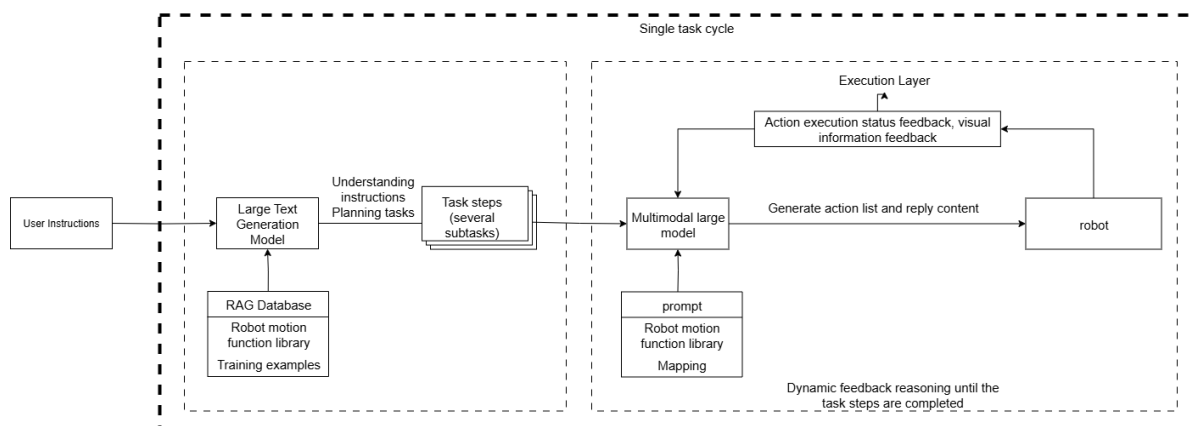 Single task cycle
Execution Layer
Action execution status feedback, visual
information feedback
User Instructions
Large Text
Generation
Model
Understanding
instructions
Planning tasks
Task steps
(several
subtasks)
Multimodal large
model
Generate action list and reply content
robot
RAG Database
Robot motion
function library
Training examples
prompt
Robot motion
function library
Mapping
Dynamic feedback reasoning until the
task steps are completed